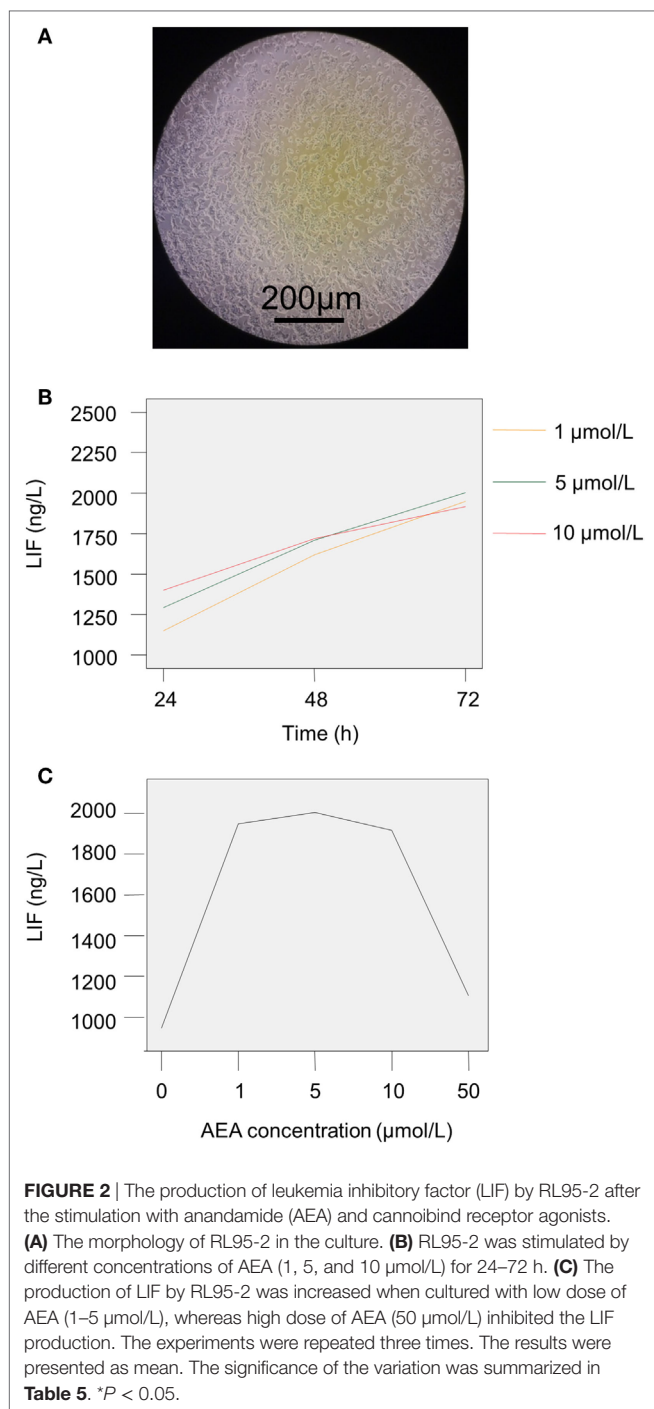 A
200µm
B
LIF (ng/L)
2500
2250
2000
1750
1500
1250
1000
24
48
72
Time (h)
1 µmol/L
5 µmol/L
10 µmol/L
C
LIF (ng/L)
2000
1800
1600
1400
1200
1000
0
1
5
10
50
AEA concentration (µmol/L)
FIGURE 2 | The production of leukemia inhibitory factor (LIF) by RL95-2 after
the stimulation with anandamide (AEA) and cannoibind receptor agonists.
(A) The morphology of RL95-2 in the culture. (B) RL95-2 was stimulated by
different concentrations of AEA (1, 5, and 10 µmol/L) for 24–72 h. (C) The
production of LIF by RL95-2 was increased when cultured with low dose of
AEA (1–5 µmol/L), whereas high dose of AEA (50 µmol/L) inhibited the LIF
production. The experiments were repeated three times. The results were
presented as mean. The significance of the variation was summarized in
Table 5. *P < 0.05.